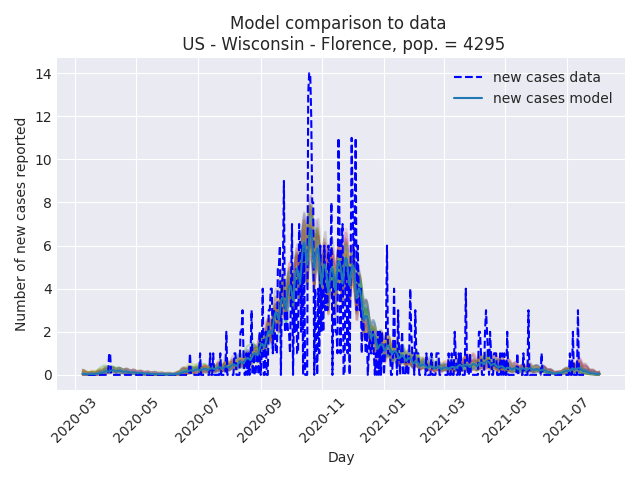 Model comparison to data
US - Wisconsin - Florence, pop. = 4295
new cases data
new cases model
Number of new cases reported
14
12
10
8
6
4
2
0
2020-03
2020-05
2020-07
2020-09
2020-11
2021-01
2021-03
2021-05
2021-07
Day